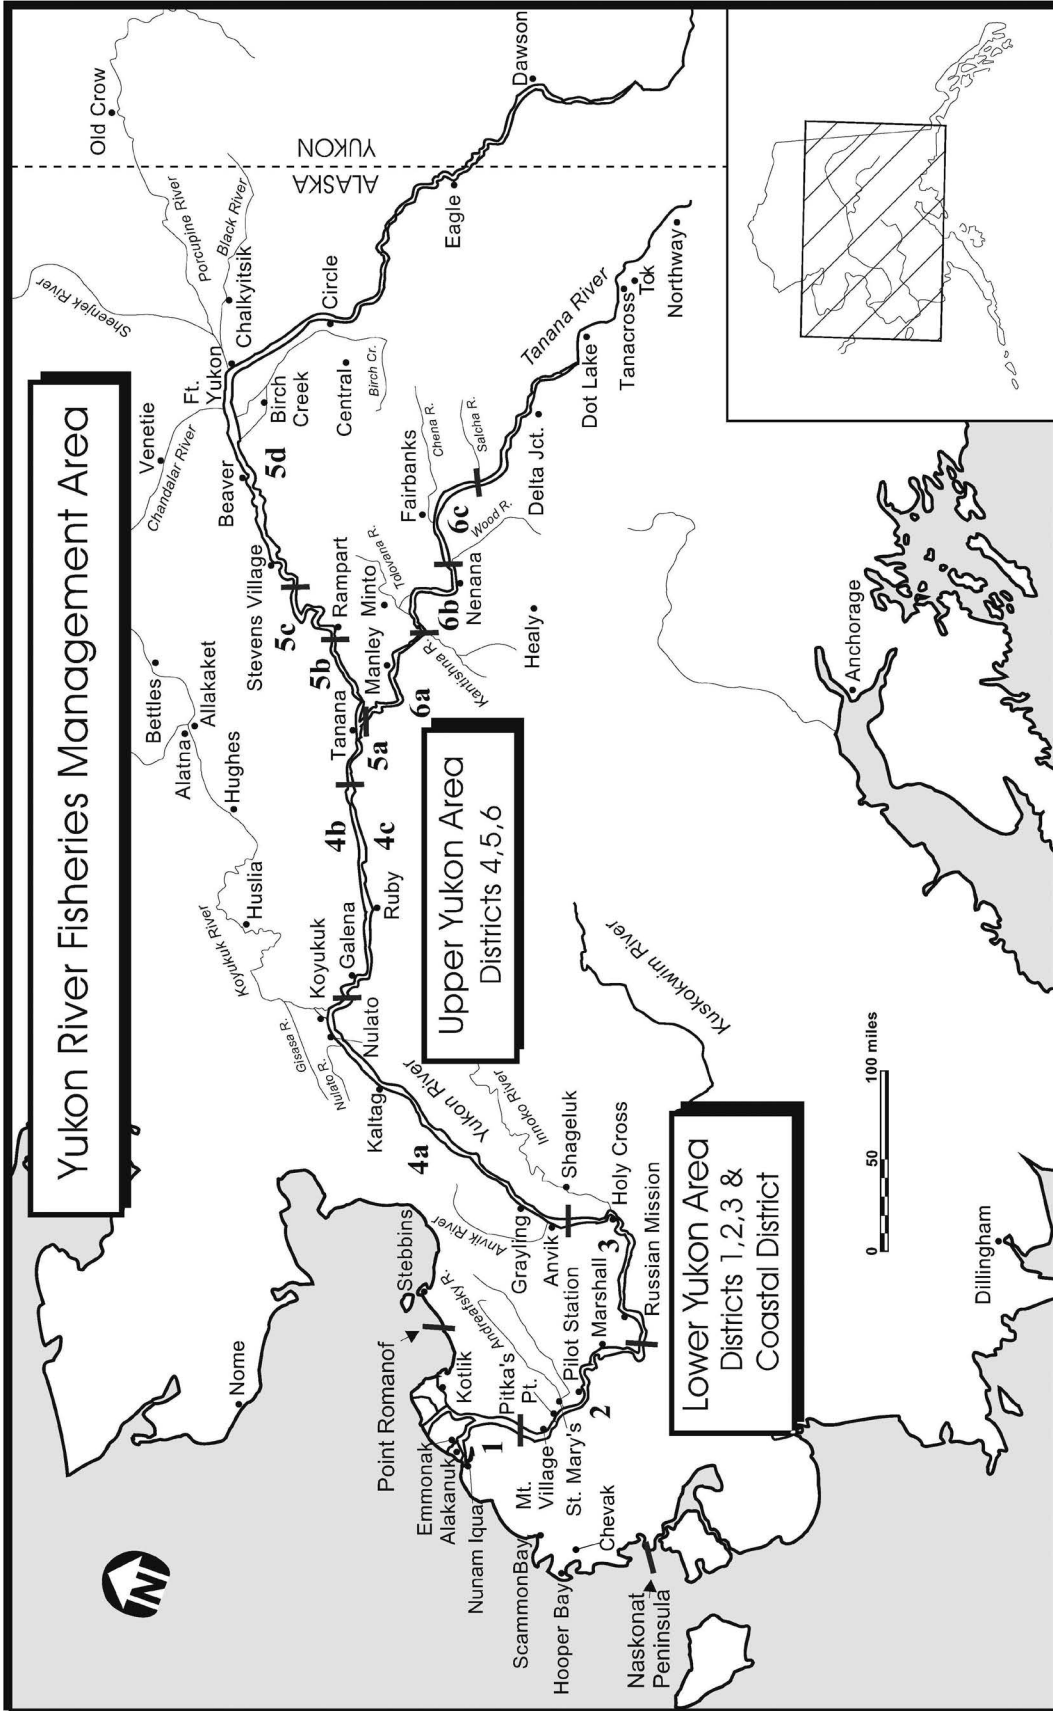 Yukon River Fisheries Management Area
Old Crow
Porcupine River
Black River
Sheenjek River
Chalkyitsik
ALASKA
YUKON
Dawson
Eagle
Circle
Ft.
Yukon
Venetie
Chandalar River
Birch
Creek
Central
Birch Cr.
Beaver
5d
Stevens Village
5c
Rampart
5b
Bettles
Allakaket
Alatna
Hughes
Huslia
Koyukuk River
Tanana
5a
Manley
Minto
Tolovana R.
Fairbanks
Chena R.
Salcha R.
6c
Wood R.
Nenana
6b
6a
Kantishna R.
Healy
Delta Jct.
Tanana River
Dot Lake
Tanacross
Tok
Northway
4b
4c
Ruby
Galena
Koyukuk
Gisasa R.
Nulato R.
Nulato
Kaltag
Yukon River
4a
Upper Yukon Area
Districts 4,5,6
Innoko River
Shageluk
Holy Cross
Anvik River
Grayling
Anvik
3
Kuskokwim River
Russian Mission
Marshall
Pilot Station
2
Andreafsky R.
Pitka's
Pt.
St. Mary's
Mt.
Village
1
Stebbins
Point Romanof
Kotlik
Emmonak
Alakanuk
Nunam Iqua
ScammonBay
Hooper Bay
Chevak
Naskonat
Peninsula
Nome
N
Lower Yukon Area
Districts 1,2,3 &
Coastal District
0 50 100 miles
Dillingham
Anchorage